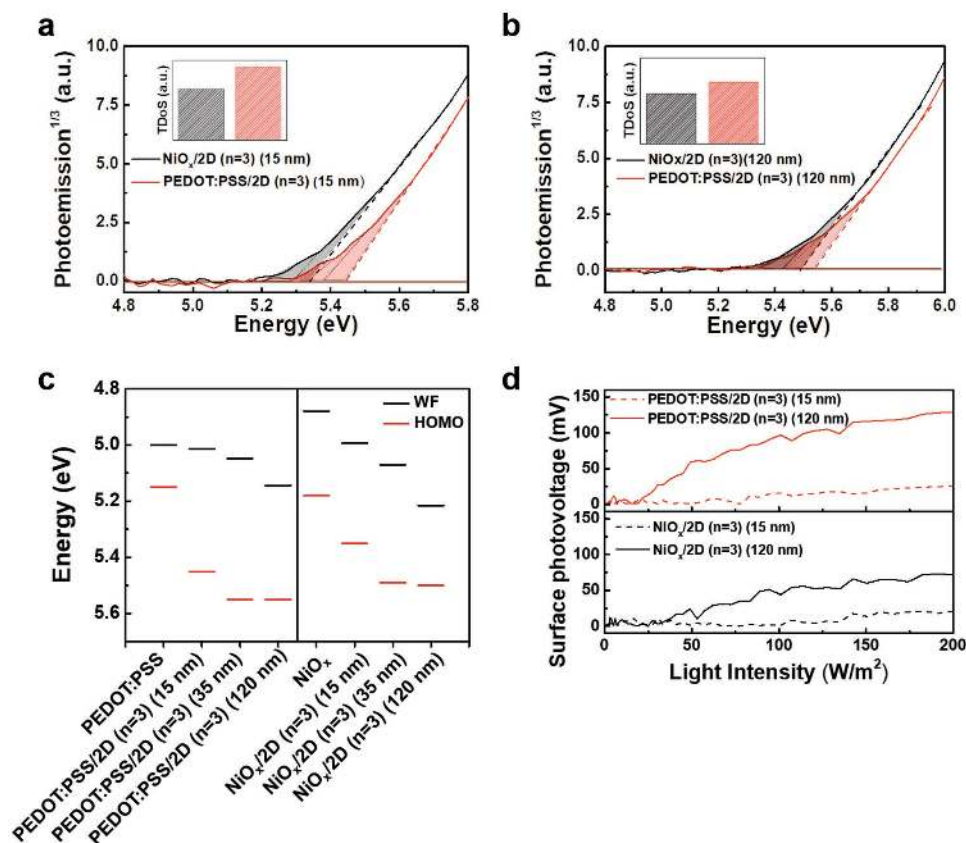 a
10.0
7.5
5.0
2.5
0.0
Photoemission1/3 (a.u.)
TDoS (a.u.)
NiOx/2D (n=3) (15 nm)
PEDOT:PSS/2D (n=3) (15 nm)
4.8 5.0 5.2 5.4 5.6 5.8
Energy (eV)
b
10.0
7.5
5.0
2.5
0.0
Photoemission1/3 (a.u.)
TDoS (a.u.)
NiOx/2D (n=3)(120 nm)
PEDOT:PSS/2D (n=3) (120 nm)
4.8 5.0 5.2 5.4 5.6 5.8 6.0
Energy (eV)
c
4.8
5.0
5.2
5.4
5.6
Energy (eV)
WF
HOMO
PEDOT:PSS
PEDOT:PSS/2D (n=3) (15 nm)
PEDOT:PSS/2D (n=3) (35 nm)
PEDOT:PSS/2D (n=3) (120 nm)
NiOx
NiOx/2D (n=3) (15 nm)
NiOx/2D (n=3) (35 nm)
NiOx/2D (n=3) (120 nm)
d
Surface photovoltage (mV)
150
125
100
75
50
25
0
PEDOT:PSS/2D (n=3) (15 nm)
PEDOT:PSS/2D (n=3) (120 nm)
150
100
50
0
NiOx/2D (n=3) (15 nm)
NiOx/2D (n=3) (120 nm)
0 50 100 150 200
Light Intensity (W/m2)